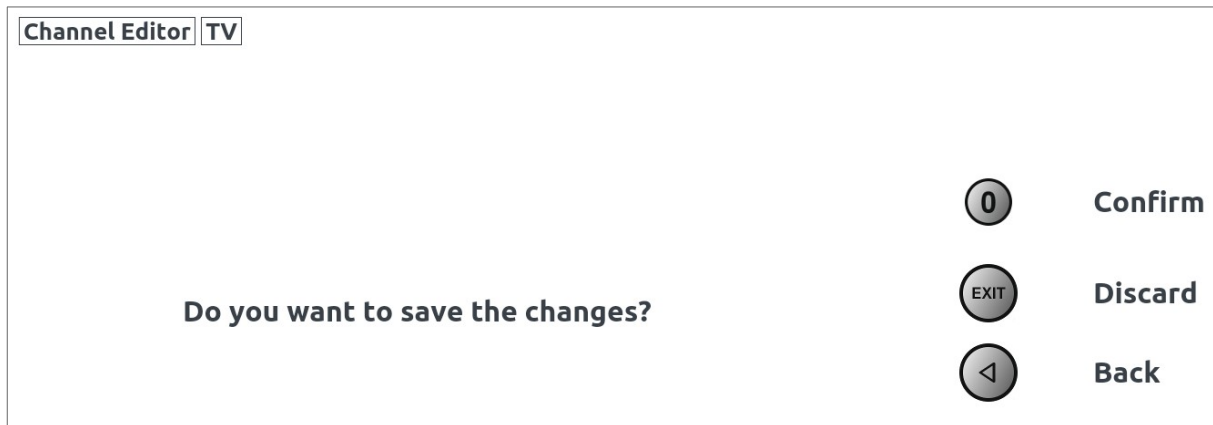 Channel Editor TV
0 Confirm
EXIT Discard
Do you want to save the changes?
Back